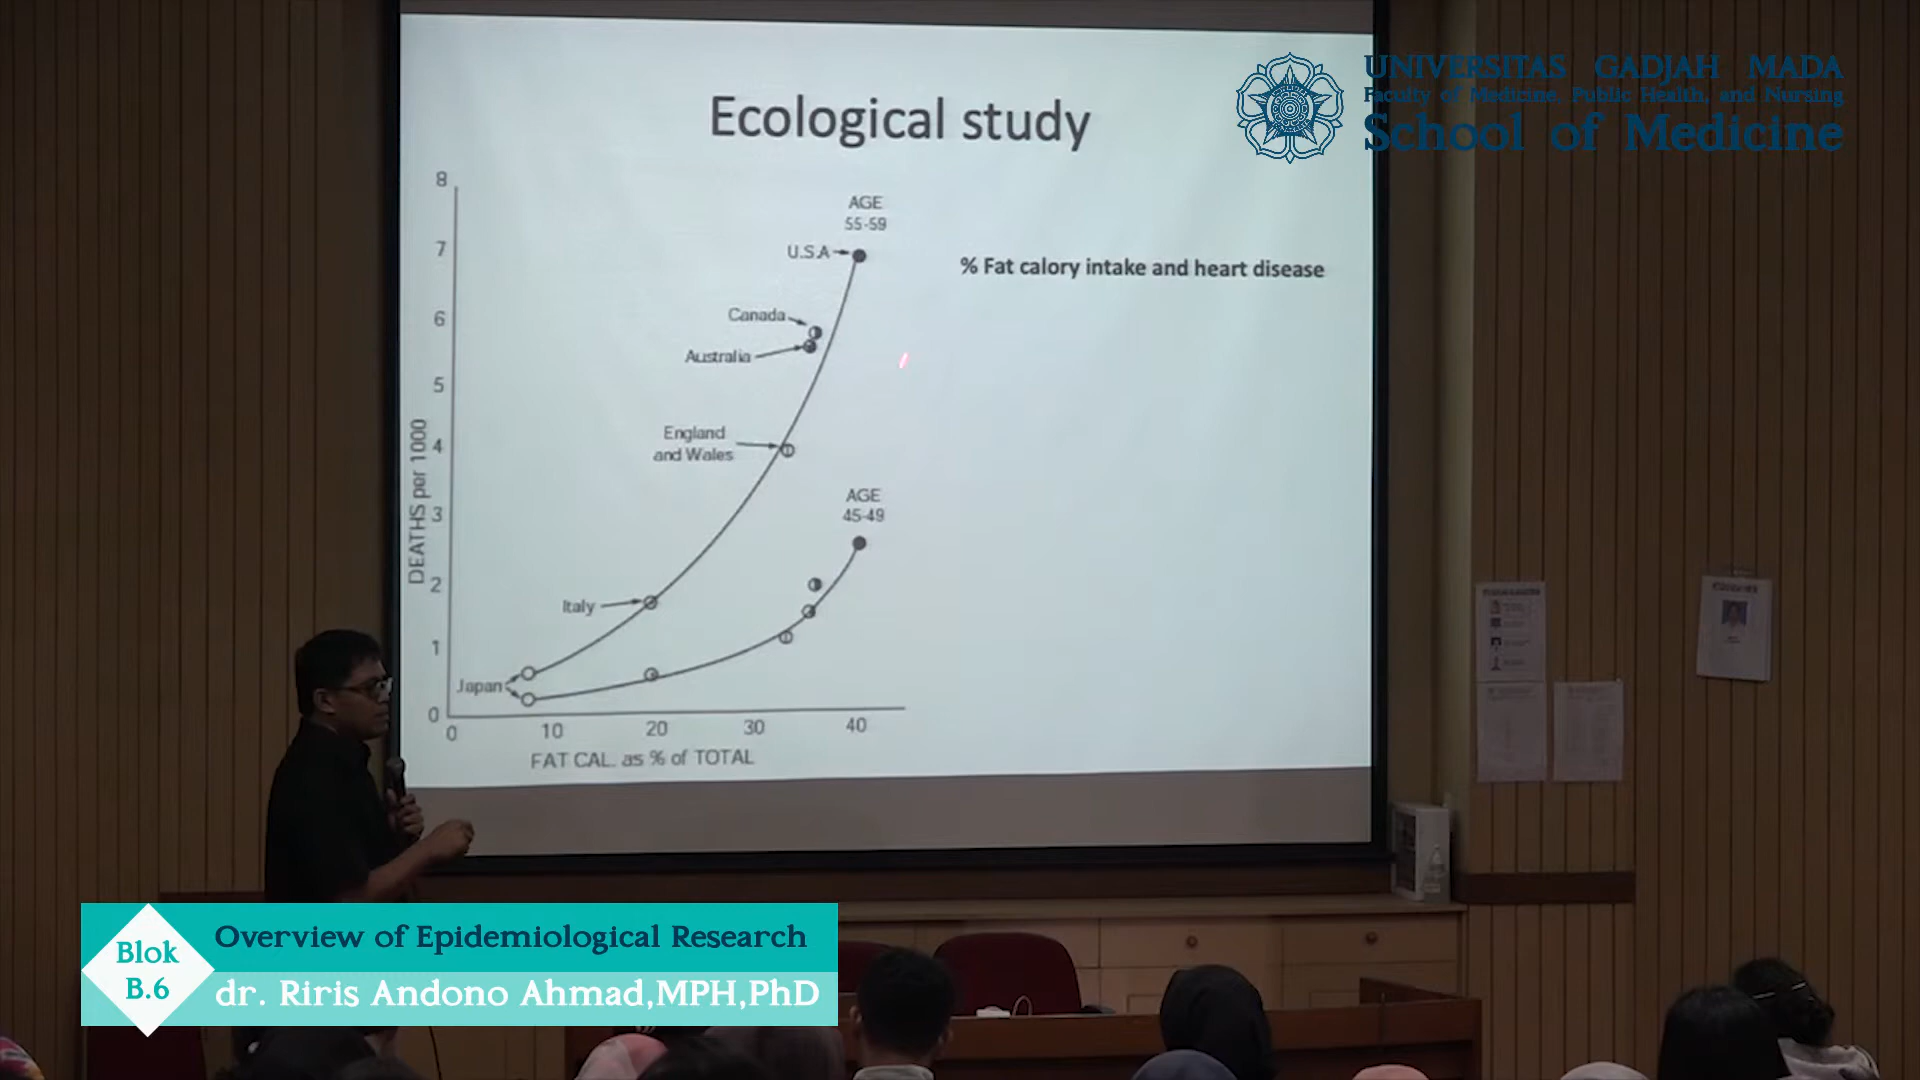 Ecological study
UNIVERSITAS GADJAH MADA
Faculty of Medicine, Public Health, and Nursing
School of Medicine
8
7
6
5
4
3
2
1
0
DEATHS per 1000
AGE
55-59
U.S.A
Canada
Australia
England
and Wales
AGE
45-49
Italy
Japan
0 10 20 30 40
FAT CAL. as % of TOTAL
% Fat calory intake and heart disease
Blok
B.6
Overview of Epidemiological Research
dr. Riris Andono Ahmad,MPH,PhD